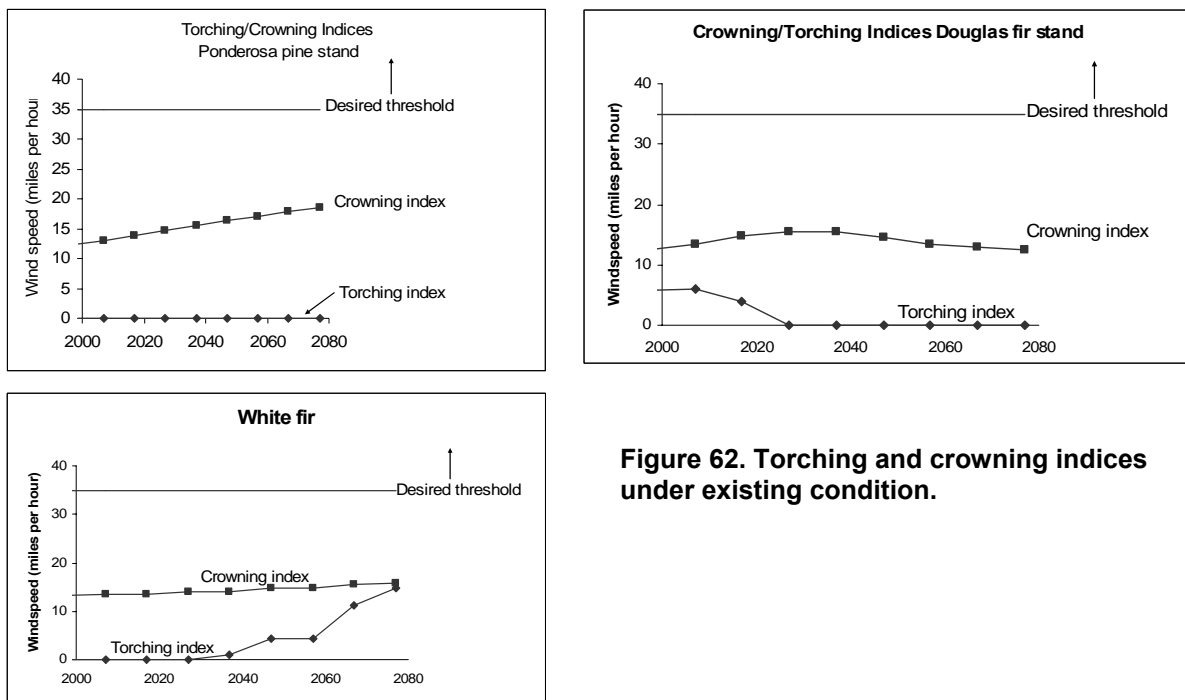 Torching/Crowning Indices
Ponderosa pine stand
40
35
30
25
20
15
10
5
0
Wind speed (miles per hour
Desired threshold
Crowning index
Torching index
2000 2020 2040 2060 2080
Crowning/Torching Indices Douglas fir stand
40
30
20
10
0
Windspeed (miles per hour)
Desired threshold
Crowning index
Torching index
2000 2020 2040 2060 2080
White fir
40
30
20
10
0
Windspeed (miles per hour)
Desired threshold
Crowning index
Torching index
2000 2020 2040 2060 2080
Figure 62. Torching and crowning indices
under existing condition.